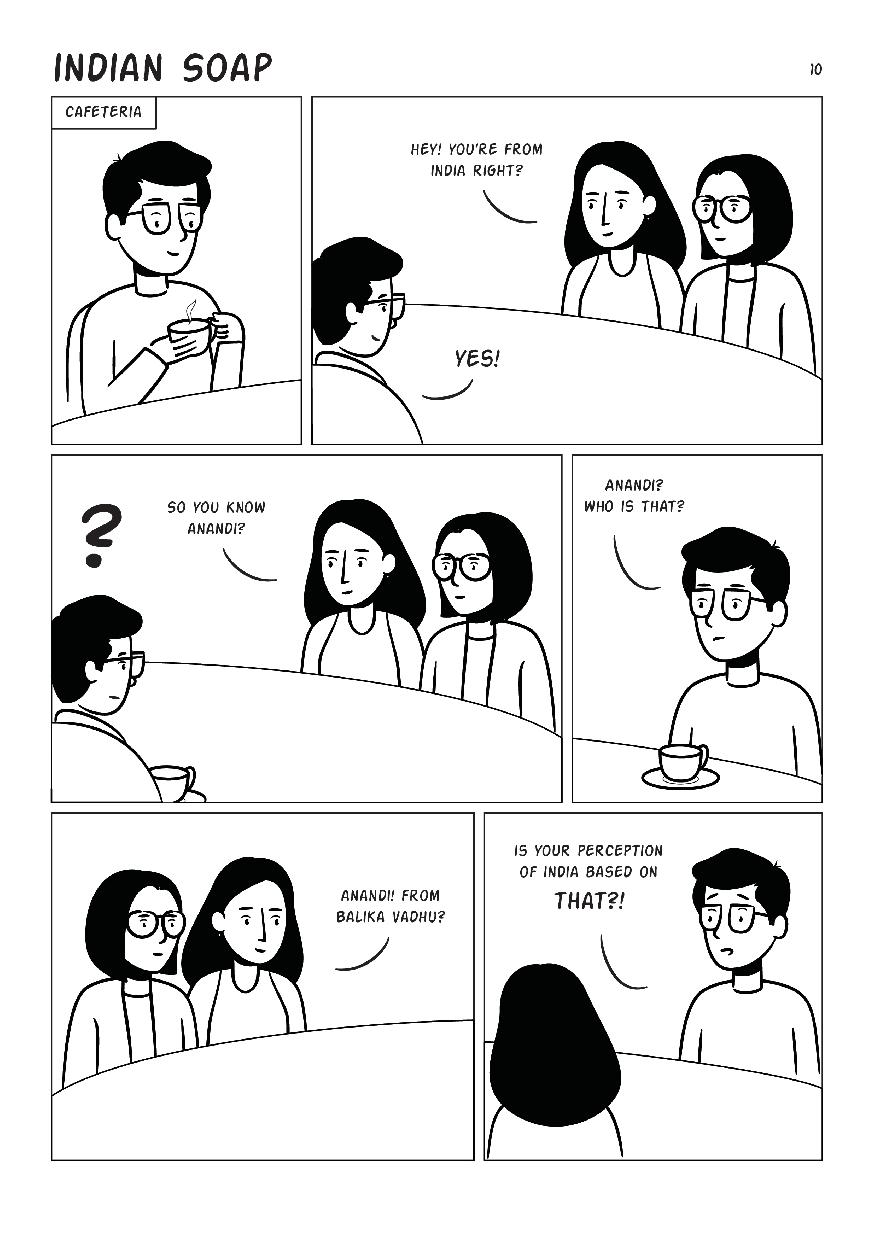 INDIAN SOAP
10
CAFETERIA
HEY! YOU'RE FROM
INDIA RIGHT?
YES!
?
SO YOU KNOW
ANANDI?
ANANDI?
WHO IS THAT?
ANANDI! FROM
BALIKA VADHU?
IS YOUR PERCEPTION
OF INDIA BASED ON
THAT?!